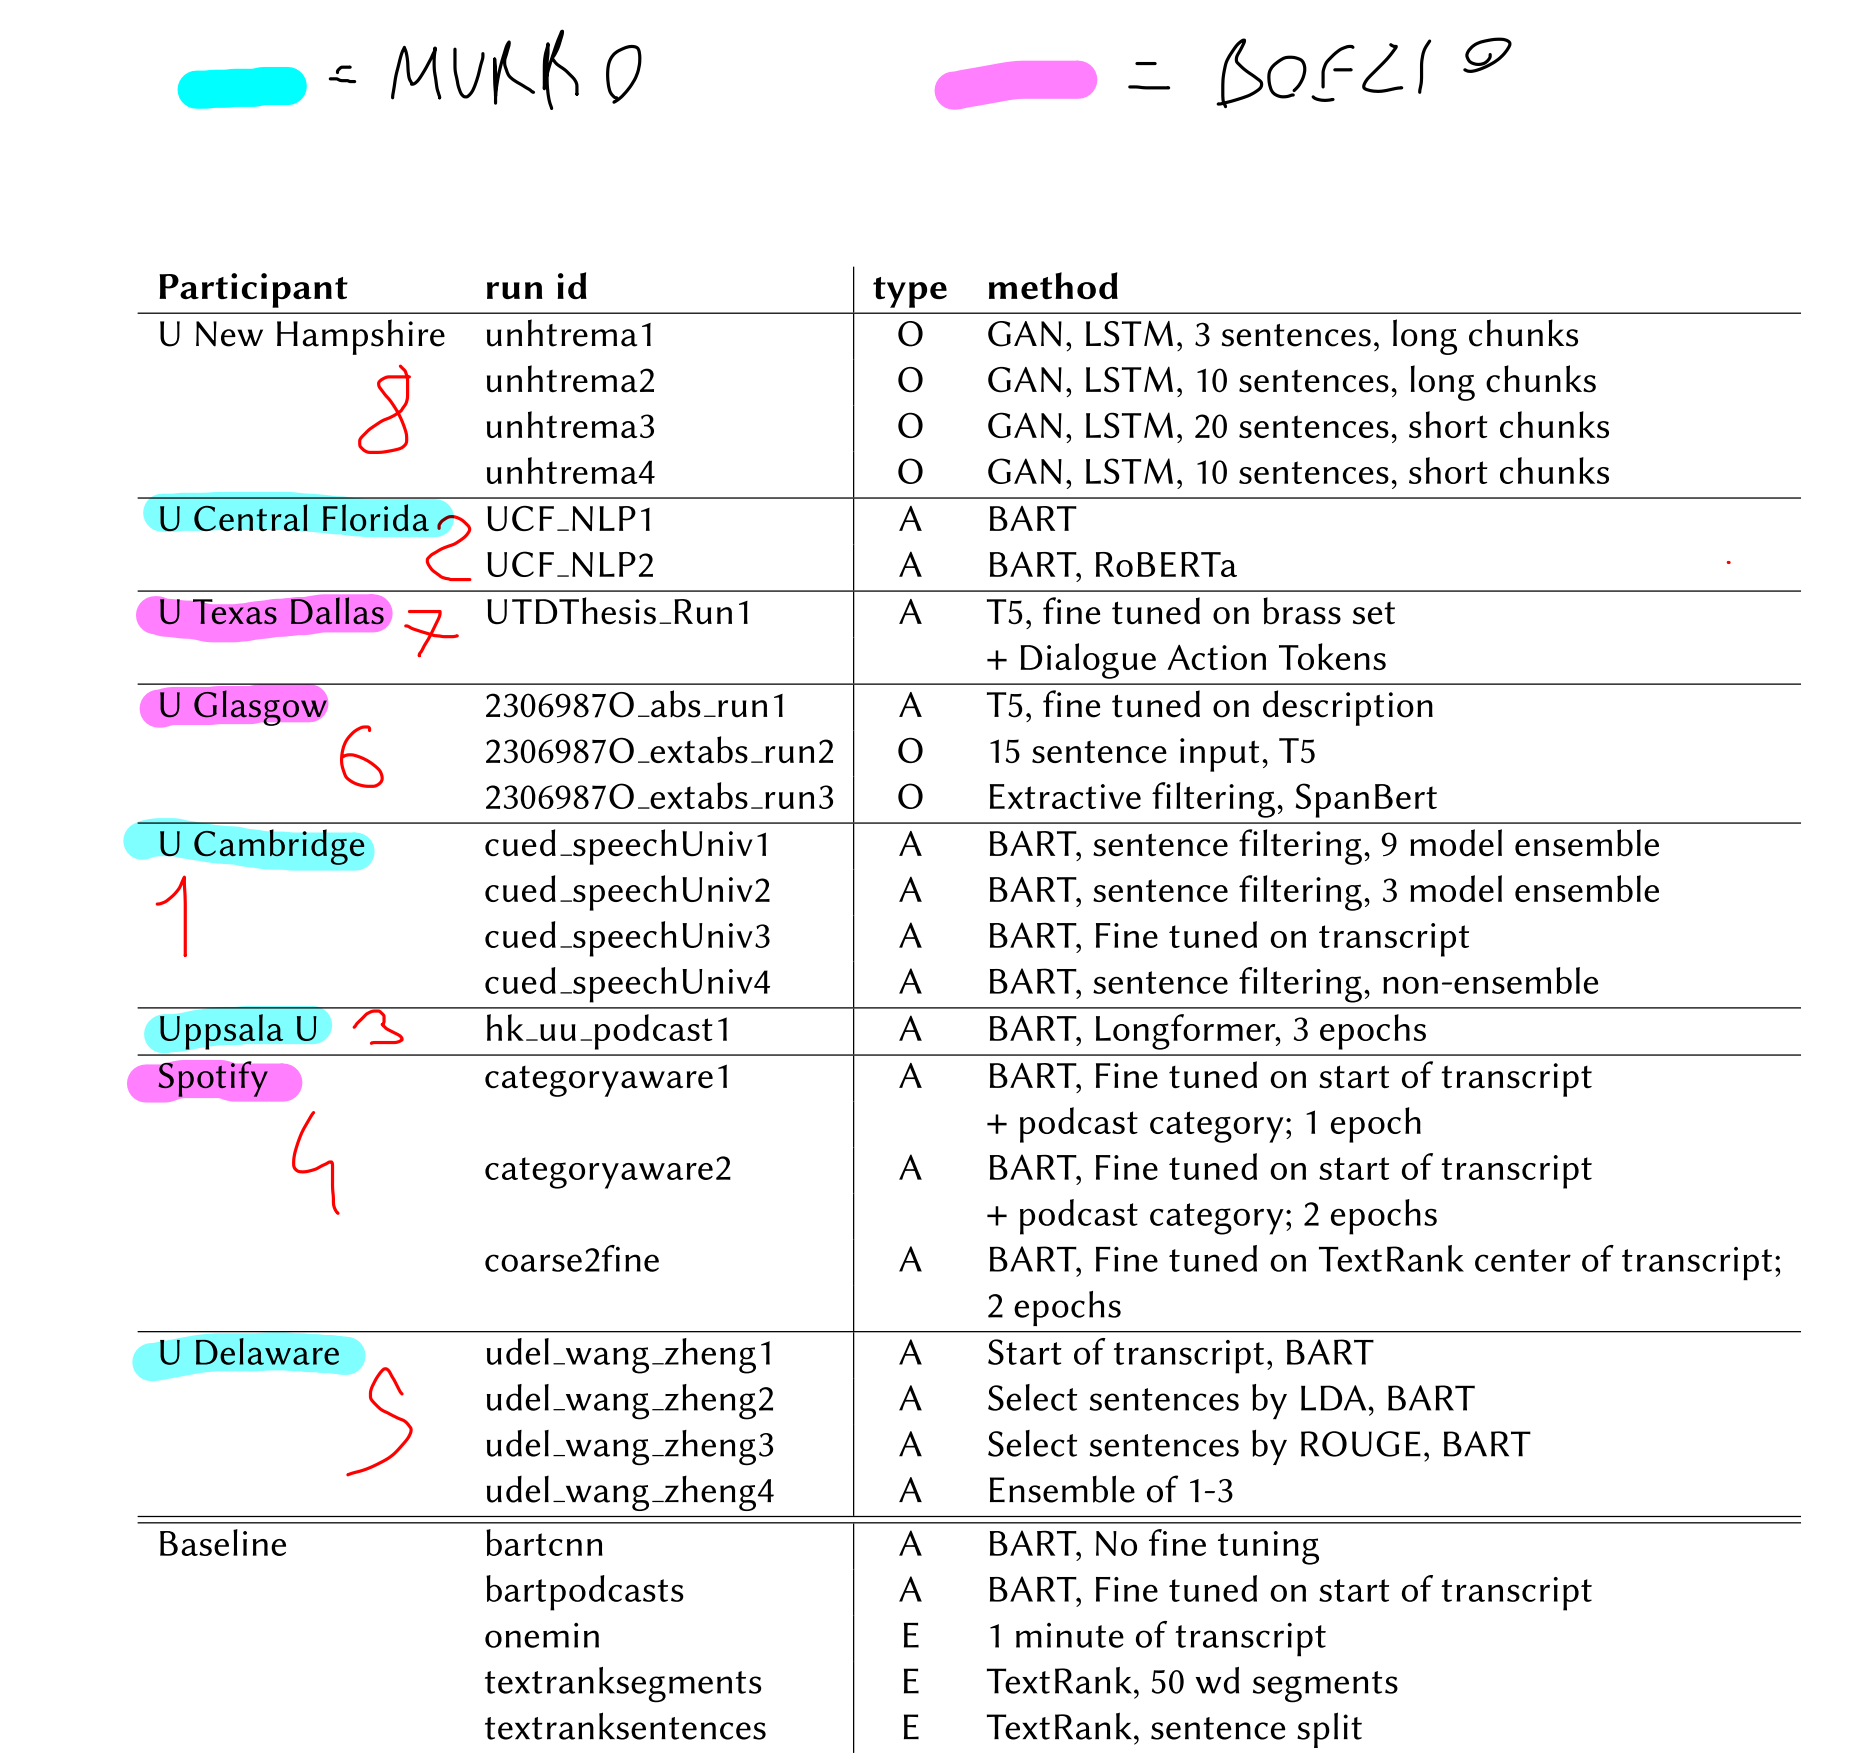 = MURRO = BOEZIO
Participant run id type method
U New Hampshire unhtrema1 O GAN, LSTM, 3 sentences, long chunks
8 unhtrema2 O GAN, LSTM, 10 sentences, long chunks
unhtrema3 O GAN, LSTM, 20 sentences, short chunks
unhtrema4 O GAN, LSTM, 10 sentences, short chunks
U Central Florida 2 UCF_NLP1 A BART
UCF_NLP2 A BART, RoBERTa
U Texas Dallas 7 UTDThesis_Run1 A T5, fine tuned on brass set
+ Dialogue Action Tokens
U Glasgow 2306987O_abs_run1 A T5, fine tuned on description
6 2306987O_extabs_run2 O 15 sentence input, T5
2306987O_extabs_run3 O Extractive filtering, SpanBert
U Cambridge cued_speechUniv1 A BART, sentence filtering, 9 model ensemble
1 cued_speechUniv2 A BART, sentence filtering, 3 model ensemble
cued_speechUniv3 A BART, Fine tuned on transcript
cued_speechUniv4 A BART, sentence filtering, non-ensemble
Uppsala U 3 hk_uu_podcast1 A BART, Longformer, 3 epochs
Spotify categoryaware1 A BART, Fine tuned on start of transcript
+ podcast category; 1 epoch
4 categoryaware2 A BART, Fine tuned on start of transcript
+ podcast category; 2 epochs
coarse2fine A BART, Fine tuned on TextRank center of transcript;
2 epochs
U Delaware udel_wang_zheng1 A Start of transcript, BART
5 udel_wang_zheng2 A Select sentences by LDA, BART
udel_wang_zheng3 A Select sentences by ROUGE, BART
udel_wang_zheng4 A Ensemble of 1-3
Baseline bartcnn A BART, No fine tuning
bartpodcasts A BART, Fine tuned on start of transcript
onemin E 1 minute of transcript
textranksegments E TextRank, 50 wd segments
textranksentences E TextRank, sentence split